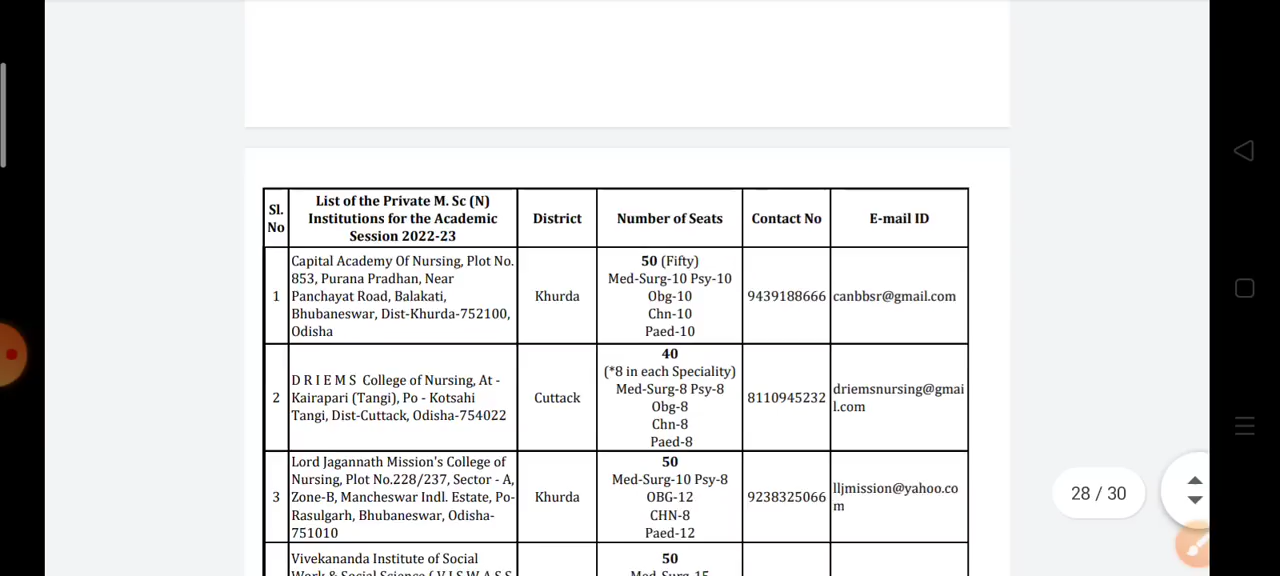 Sl. No
List of the Private M. Sc (N)
Institutions for the Academic
Session 2022-23
District
Number of Seats
Contact No
E-mail ID
1
Capital Academy Of Nursing, Plot No.
853, Purana Pradhan, Near
Panchayat Road, Balakati,
Bhubaneswar, Dist-Khurda-752100,
Odisha
Khurda
50 (Fifty)
Med-Surg-10 Psy-10
Obg-10
Chn-10
Paed-10
9439188666
canbbsr@gmail.com
2
D R I E M S College of Nursing, At -
Kairapari (Tangi), Po - Kotsahi
Tangi, Dist-Cuttack, Odisha-754022
Cuttack
40
(*8 in each Speciality)
Med-Surg-8 Psy-8
Obg-8
Chn-8
Paed-8
8110945232
driemsnursing@gmai
l.com
3
Lord Jagannath Mission's College of
Nursing, Plot No.228/237, Sector - A,
Zone-B, Mancheswar Indl. Estate, Po-
Rasulgarh, Bhubaneswar, Odisha-
751010
Khurda
50
Med-Surg-10 Psy-8
OBG-12
CHN-8
Paed-12
9238325066
lljmission@yahoo.co
m
Vivekananda Institute of Social
Work & Social Science ( V I S W A S S
50
Med-Surg-15
28 / 30